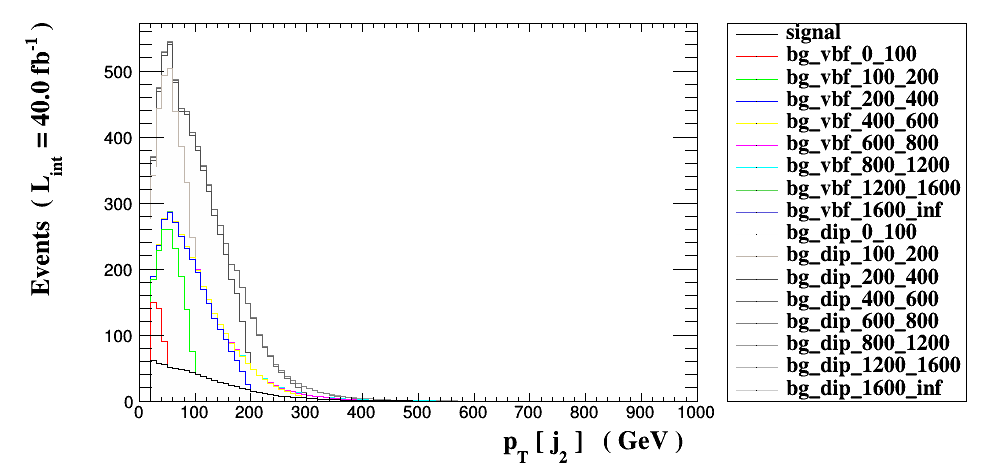 Events ( L_int = 40.0 fb^-1 )
500
400
300
200
100
0
0 100 200 300 400 500 600 700 800 900 1000
p_T [ j_2 ] ( GeV )
signal
bg_vbf_0_100
bg_vbf_100_200
bg_vbf_200_400
bg_vbf_400_600
bg_vbf_600_800
bg_vbf_800_1200
bg_vbf_1200_1600
bg_vbf_1600_inf
bg_dip_0_100
bg_dip_100_200
bg_dip_200_400
bg_dip_400_600
bg_dip_600_800
bg_dip_800_1200
bg_dip_1200_1600
bg_dip_1600_inf